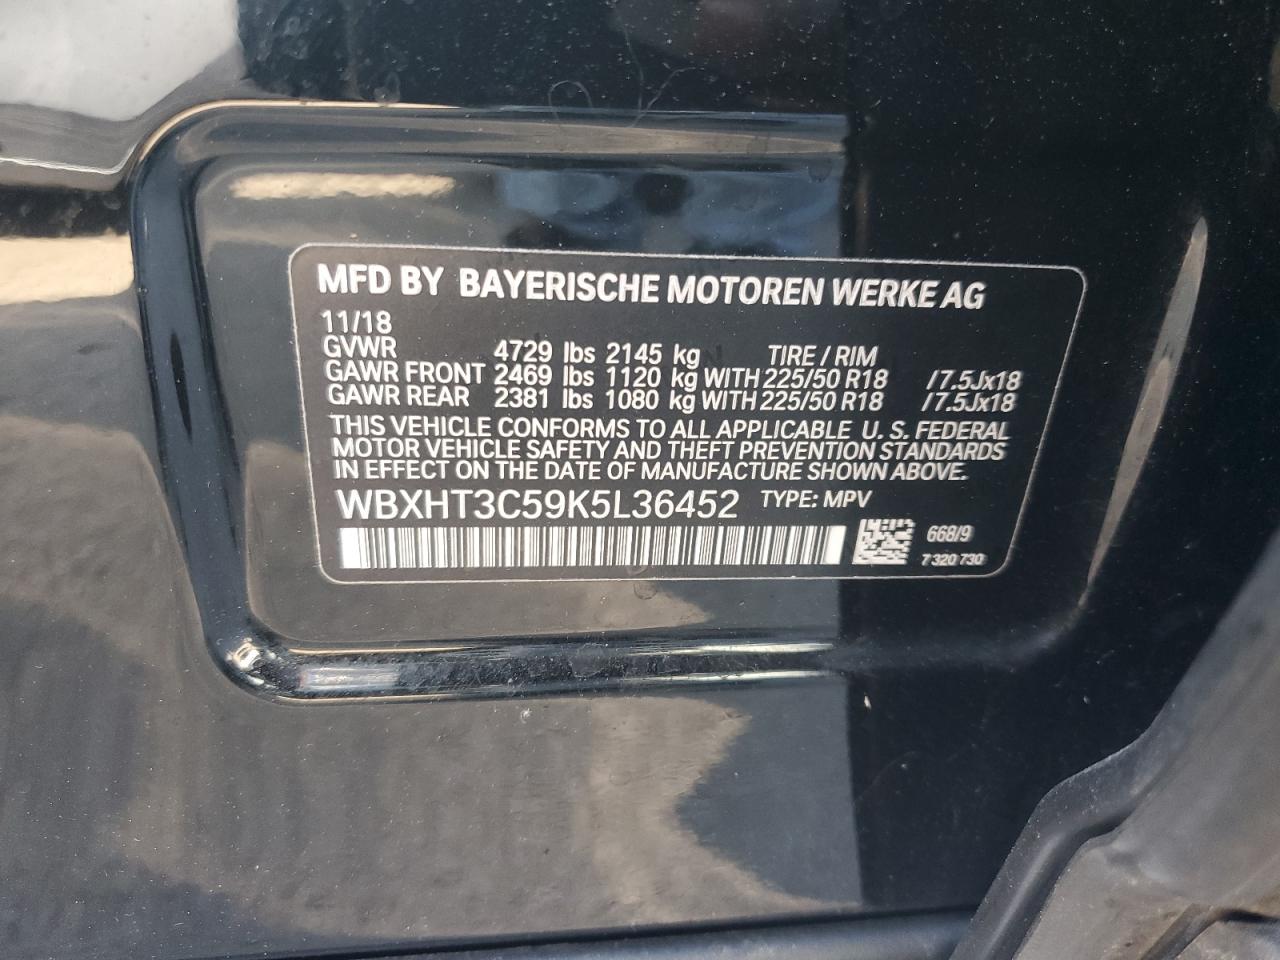 MFD BY BAYERISCHE MOTOREN WERKE AG
11/18
GVWR 4729 lbs 2145 kg TIRE / RIM
GAWR FRONT 2469 lbs 1120 kg WITH 225/50 R18 /7.5Jx18
GAWR REAR 2381 lbs 1080 kg WITH 225/50 R18 /7.5Jx18
THIS VEHICLE CONFORMS TO ALL APPLICABLE U. S. FEDERAL
MOTOR VEHICLE SAFETY AND THEFT PREVENTION STANDARDS
IN EFFECT ON THE DATE OF MANUFACTURE SHOWN ABOVE.
WBXHT3C59K5L36452 TYPE: MPV
668/9
7 320 730